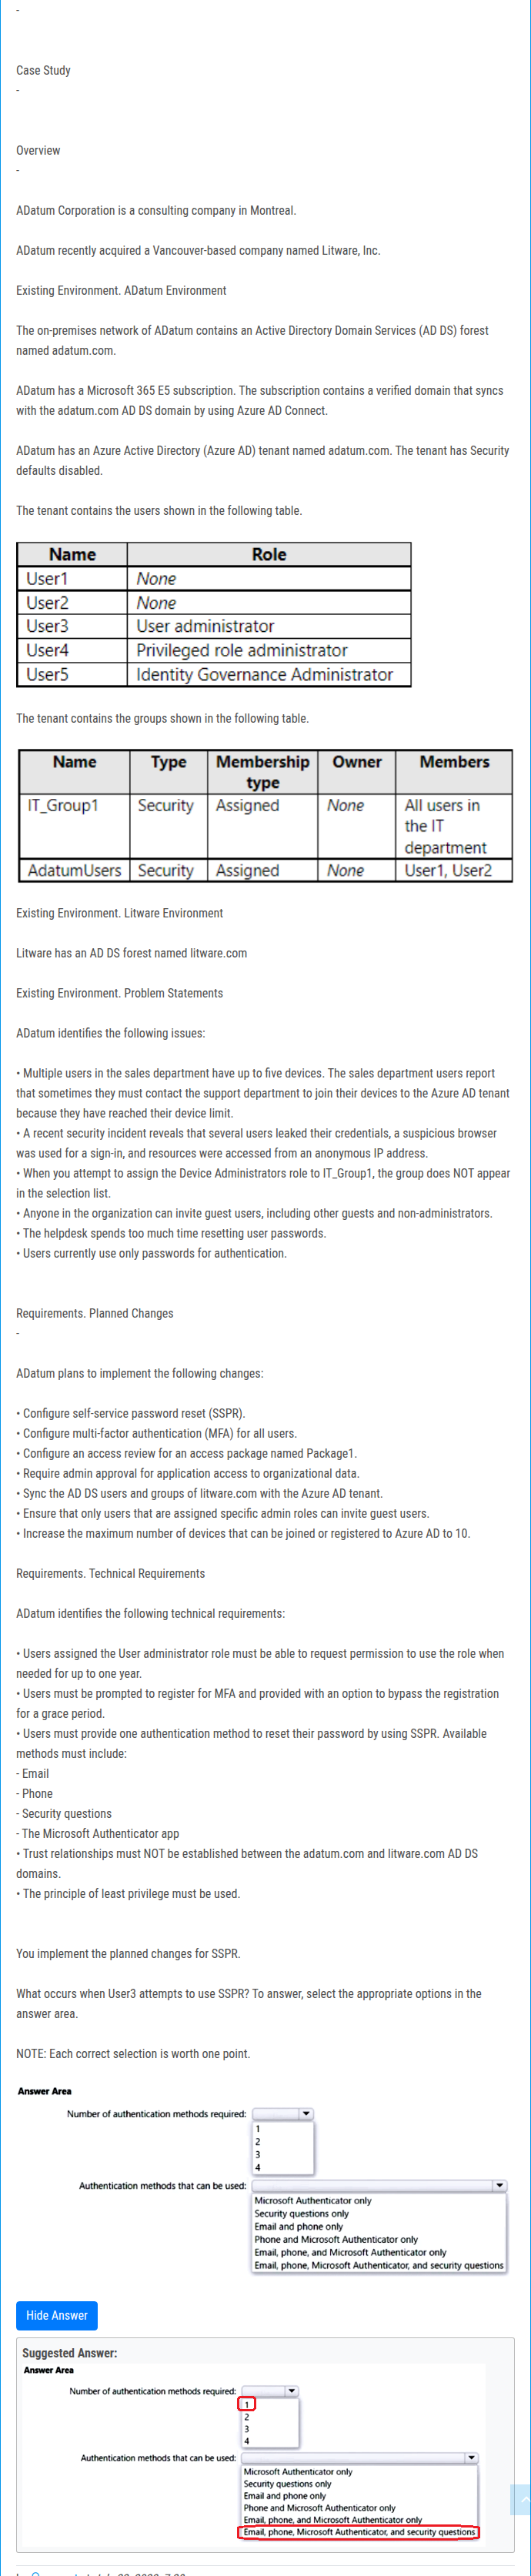 -
Case Study
-
Overview
-
ADatum Corporation is a consulting company in Montreal.
ADatum recently acquired a Vancouver-based company named Litware, Inc.
Existing Environment. ADatum Environment
The on-premises network of ADatum contains an Active Directory Domain Services (AD DS) forest
named adatum.com.
ADatum has a Microsoft 365 E5 subscription. The subscription contains a verified domain that syncs
with the adatum.com AD DS domain by using Azure AD Connect.
ADatum has an Azure Active Directory (Azure AD) tenant named adatum.com. The tenant has Security
defaults disabled.
The tenant contains the users shown in the following table.
Name Role
User1 None
User2 None
User3 User administrator
User4 Privileged role administrator
User5 Identity Governance Administrator
The tenant contains the groups shown in the following table.
Name Type Membership type Owner Members
IT_Group1 Security Assigned None All users in the IT department
AdatumUsers Security Assigned None User1, User2
Existing Environment. Litware Environment
Litware has an AD DS forest named litware.com
Existing Environment. Problem Statements
ADatum identifies the following issues:
• Multiple users in the sales department have up to five devices. The sales department users report
that sometimes they must contact the support department to join their devices to the Azure AD tenant
because they have reached their device limit.
• A recent security incident reveals that several users leaked their credentials, a suspicious browser
was used for a sign-in, and resources were accessed from an anonymous IP address.
• When you attempt to assign the Device Administrators role to IT_Group1, the group does NOT appear
in the selection list.
• Anyone in the organization can invite guest users, including other guests and non-administrators.
• The helpdesk spends too much time resetting user passwords.
• Users currently use only passwords for authentication.
Requirements. Planned Changes
-
ADatum plans to implement the following changes:
• Configure self-service password reset (SSPR).
• Configure multi-factor authentication (MFA) for all users.
• Configure an access review for an access package named Package1.
• Require admin approval for application access to organizational data.
• Sync the AD DS users and groups of litware.com with the Azure AD tenant.
• Ensure that only users that are assigned specific admin roles can invite guest users.
• Increase the maximum number of devices that can be joined or registered to Azure AD to 10.
Requirements. Technical Requirements
ADatum identifies the following technical requirements:
• Users assigned the User administrator role must be able to request permission to use the role when
needed for up to one year.
• Users must be prompted to register for MFA and provided with an option to bypass the registration
for a grace period.
• Users must provide one authentication method to reset their password by using SSPR. Available
methods must include:
- Email
- Phone
- Security questions
- The Microsoft Authenticator app
• Trust relationships must NOT be established between the adatum.com and litware.com AD DS
domains.
• The principle of least privilege must be used.
You implement the planned changes for SSPR.
What occurs when User3 attempts to use SSPR? To answer, select the appropriate options in the
answer area.
NOTE: Each correct selection is worth one point.
Answer Area
Number of authentication methods required:
1
2
3
4
Authentication methods that can be used:
Microsoft Authenticator only
Security questions only
Email and phone only
Phone and Microsoft Authenticator only
Email, phone, and Microsoft Authenticator only
Email, phone, Microsoft Authenticator, and security questions
Hide Answer
Suggested Answer:
Answer Area
Number of authentication methods required:
1
2
3
4
Authentication methods that can be used:
Microsoft Authenticator only
Security questions only
Email and phone only
Phone and Microsoft Authenticator only
Email, phone, and Microsoft Authenticator only
Email, phone, Microsoft Authenticator, and security questions